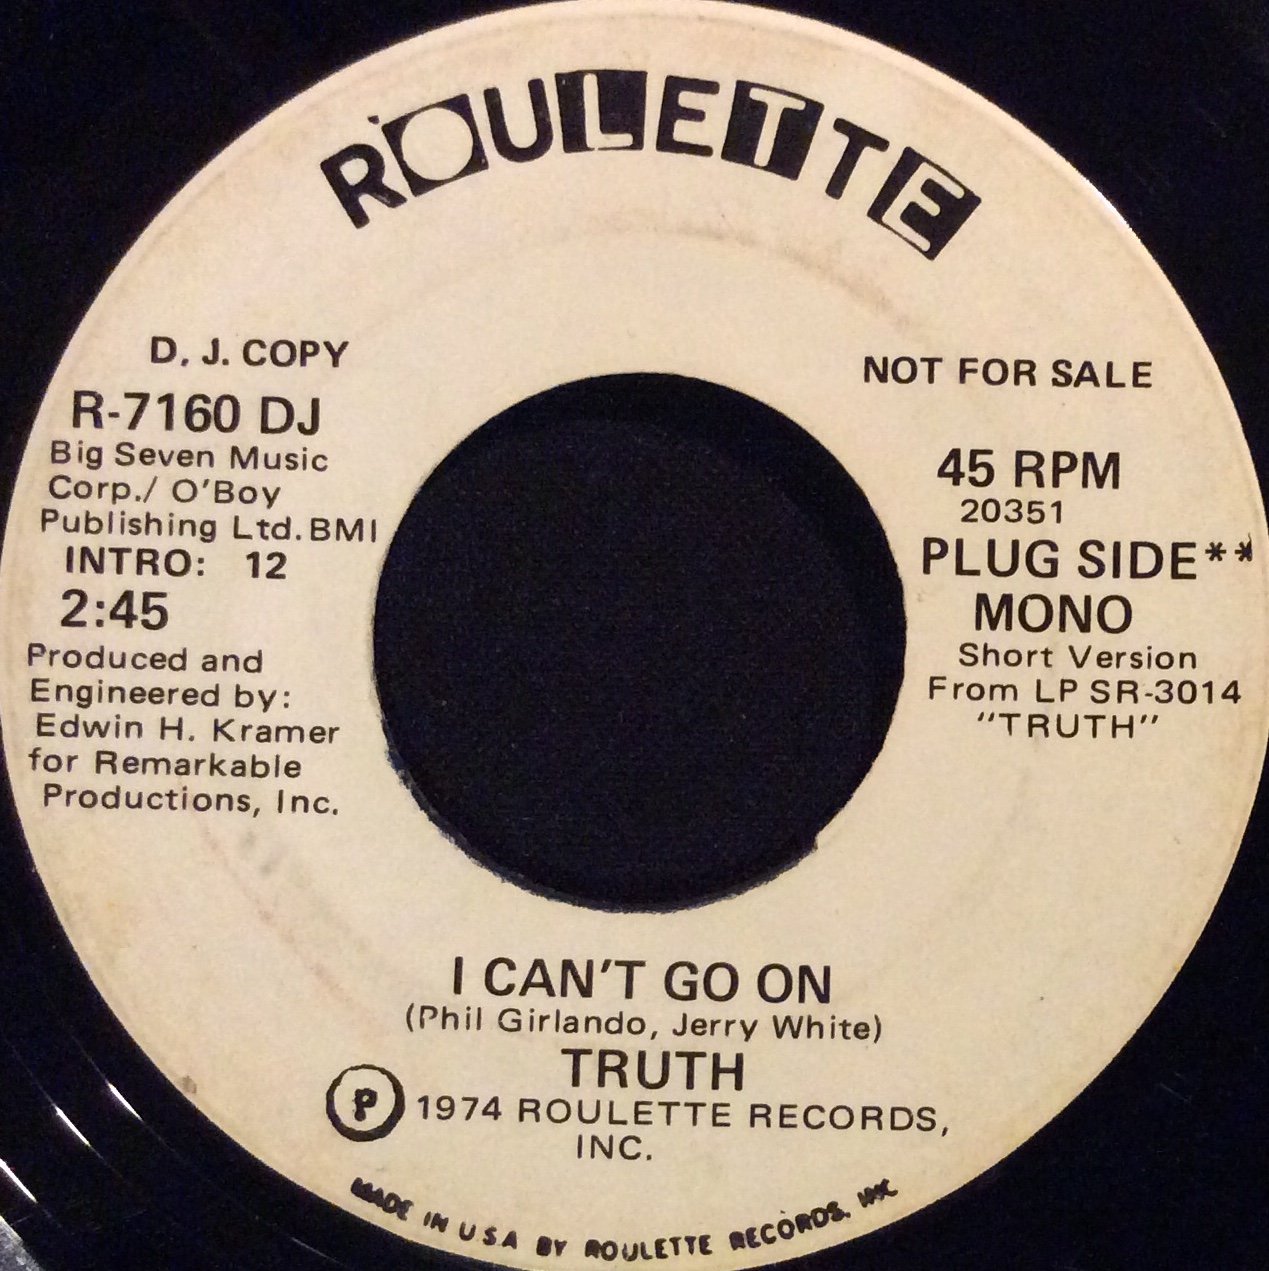 ROULETTE
D. J. COPY
R-7160 DJ
Big Seven Music
Corp./ O'Boy
Publishing Ltd. BMI
INTRO: 12
2:45
Produced and
Engineered by:
Edwin H. Kramer
for Remarkable
Productions, Inc.
NOT FOR SALE
45 RPM
20351
PLUG SIDE**
MONO
Short Version
From LP SR-3014
"TRUTH"
I CAN'T GO ON
(Phil Girlando, Jerry White)
TRUTH
℗ 1974 ROULETTE RECORDS,
INC.
MADE IN U.S.A BY ROULETTE RECORDS, INC